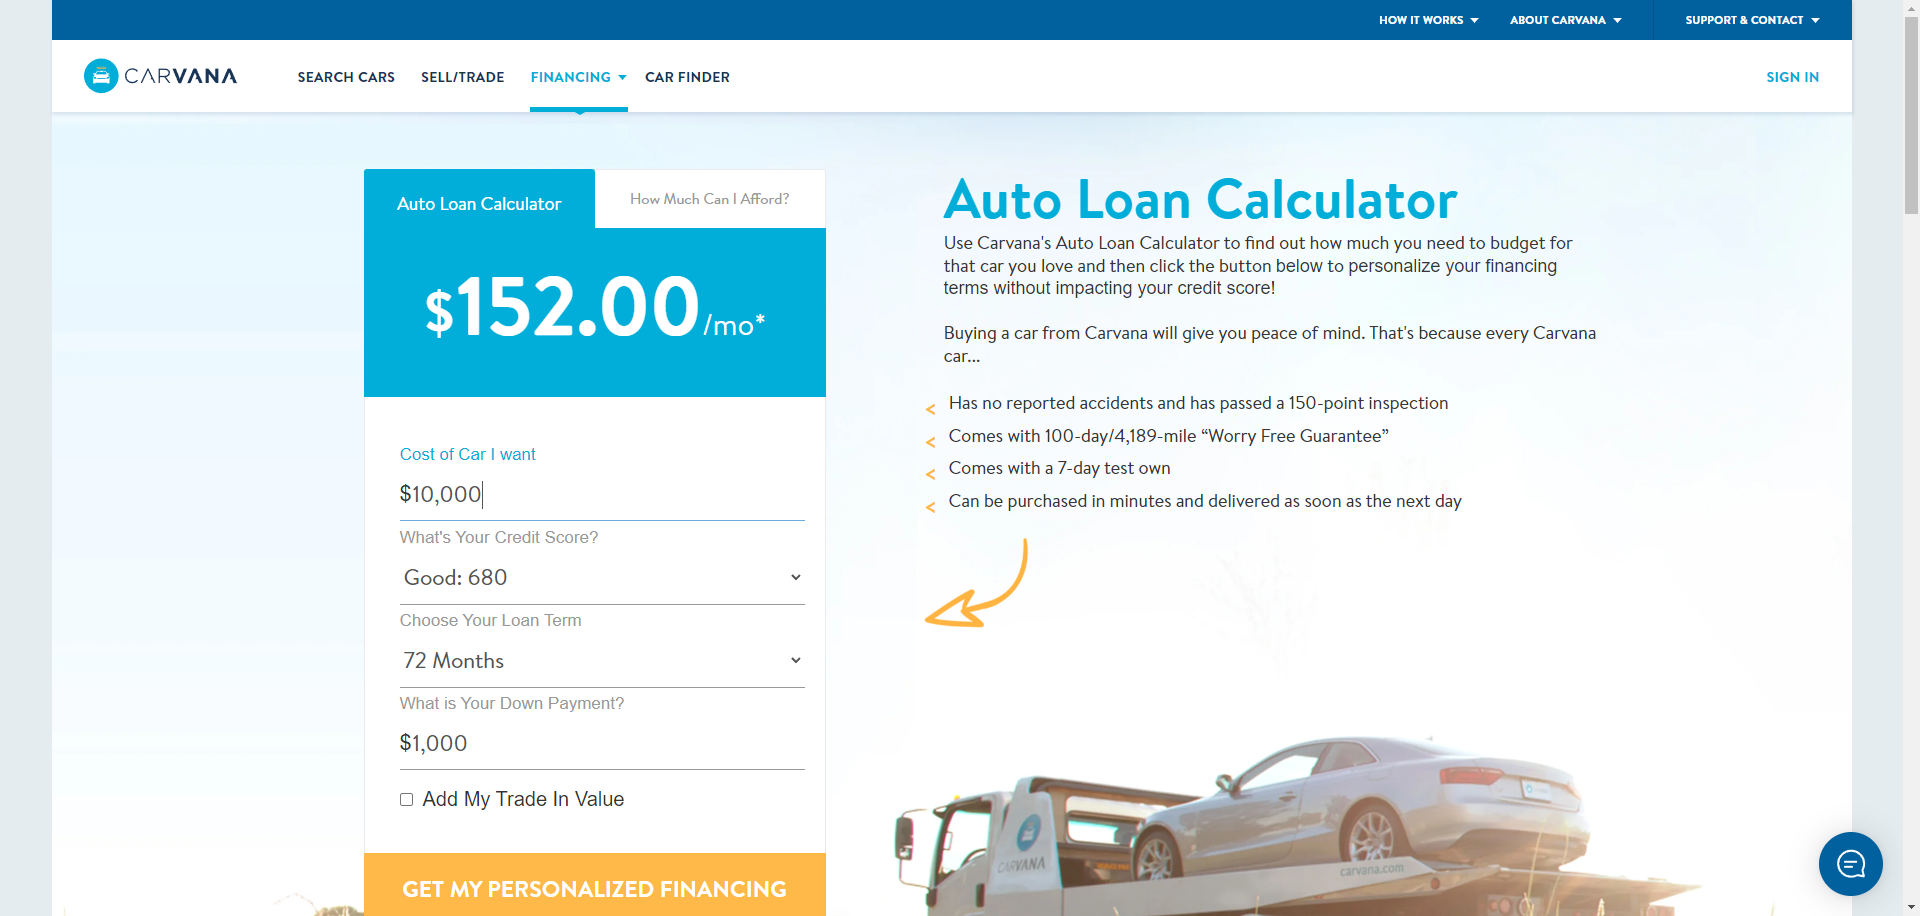 HOW IT WORKS
ABOUT CARVANA
SUPPORT & CONTACT
CARVANA
SEARCH CARS
SELL/TRADE
FINANCING
CAR FINDER
SIGN IN
Auto Loan Calculator
How Much Can I Afford?
$152.00/mo*
Cost of Car I want
$10,000
What's Your Credit Score?
Good: 680
Choose Your Loan Term
72 Months
What is Your Down Payment?
$1,000
Add My Trade In Value
GET MY PERSONALIZED FINANCING
Auto Loan Calculator
Use Carvana's Auto Loan Calculator to find out how much you need to budget for
that car you love and then click the button below to personalize your financing
terms without impacting your credit score!
Buying a car from Carvana will give you peace of mind. That's because every Carvana
car...
Has no reported accidents and has passed a 150-point inspection
Comes with 100-day/4,189-mile “Worry Free Guarantee”
Comes with a 7-day test own
Can be purchased in minutes and delivered as soon as the next day
CARVANA
carvana.com